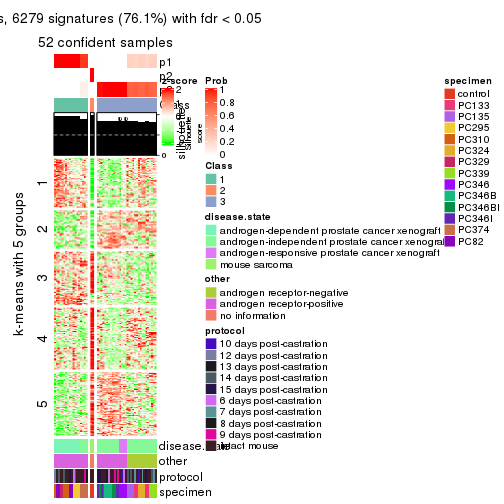 s, 6279 signatures (76.1%) with fdr < 0.05
52 confident samples
p1
p2
z-score
2
Prob
1
0.8
0.6
0.4
0.2
0
Silhouette
score
Class
1
2
3
k-means with 5 groups
1
2
3
4
5
disease.state
androgen-dependent prostate cancer xenograft
androgen-independent prostate cancer xenograft
androgen-responsive prostate cancer xenograft
mouse sarcoma
other
androgen receptor-negative
androgen receptor-positive
no information
protocol
10 days post-castration
12 days post-castration
13 days post-castration
14 days post-castration
15 days post-castration
6 days post-castration
7 days post-castration
8 days post-castration
9 days post-castration
intact mouse
other
protocol
specimen
specimen
control
PC133
PC135
PC295
PC310
PC324
PC329
PC339
PC346
PC346B
PC346BI
PC346I
PC374
PC82